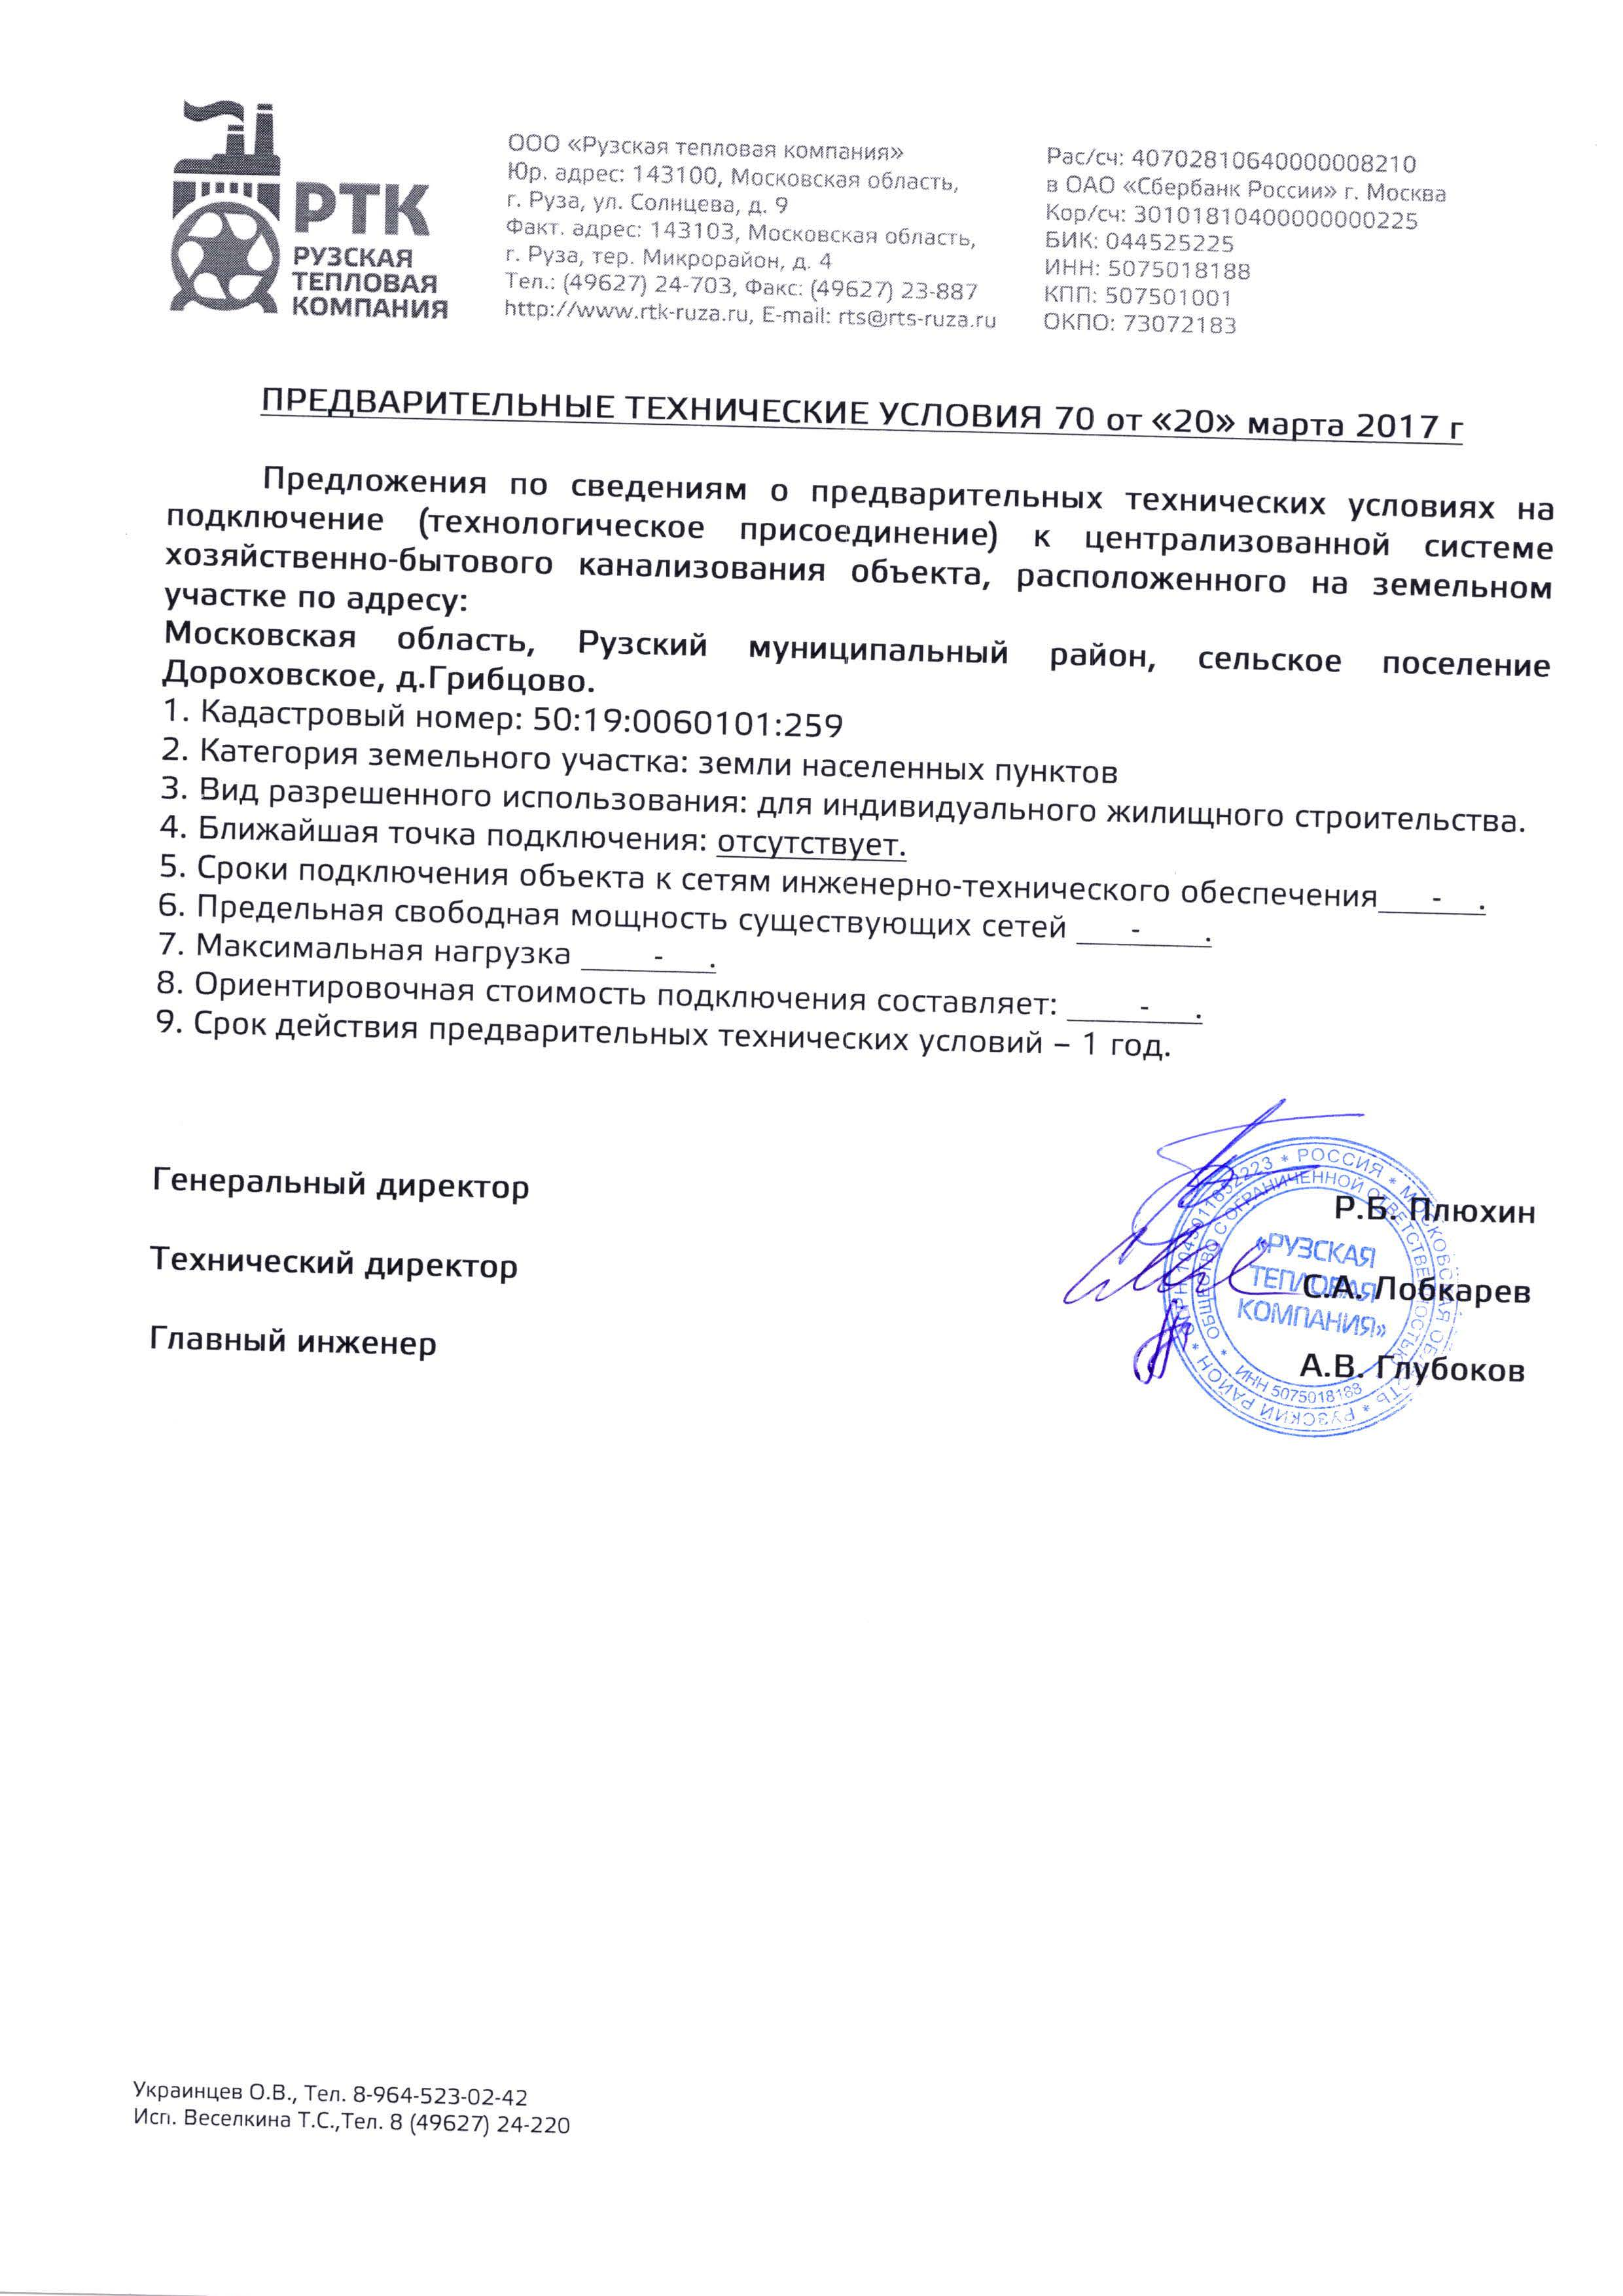 РТК
РУЗСКАЯ
ТЕПЛОВАЯ
КОМПАНИЯ
ООО «Рузская тепловая компания»
Юр. адрес: 143100, Московская область,
г. Руза, ул. Солнцева, д. 9
Факт. адрес: 143103, Московская область,
г. Руза, тер. Микрорайон, д. 4
Тел.: (49627) 24-703, Факс: (49627) 23-887
http://www.rtk-ruza.ru, E-mail: rts@rts-ruza.ru
Рас/сч: 40702810640000008210
в ОАО «Сбербанк России» г. Москва
Кор/сч: 30101810400000000225
БИК: 044525225
ИНН: 5075018188
КПП: 507501001
ОКПО: 73072183
ПРЕДВАРИТЕЛЬНЫЕ ТЕХНИЧЕСКИЕ УСЛОВИЯ 70 от «20» марта 2017 г
Предложения по сведениям о предварительных технических условиях на
подключение (технологическое присоединение) к централизованной системе
хозяйственно-бытового канализования объекта, расположенного на земельном
участке по адресу:
Московская область, Рузский муниципальный район, сельское поселение
Дороховское, д.Грибцово.
1. Кадастровый номер: 50:19:0060101:259
2. Категория земельного участка: земли населенных пунктов
3. Вид разрешенного использования: для индивидуального жилищного строительства.
4. Ближайшая точка подключения: отсутствует.
5. Сроки подключения объекта к сетям инженерно-технического обеспечения - .
6. Предельная свободная мощность существующих сетей - .
7. Максимальная нагрузка - .
8. Ориентировочная стоимость подключения составляет: - .
9. Срок действия предварительных технических условий – 1 год.
Генеральный директор Р.Б. Плюхин
Технический директор С.А. Лобкарев
Главный инженер А.В. Глубоков
* РОССИЯ * МОСКОВСКАЯ ОБЛАСТЬ * РУЗСКИЙ РАЙОН *
ОБЩЕСТВО С ОГРАНИЧЕННОЙ ОТВЕТСТВЕННОСТЬЮ
ИНН 5075018188
«РУЗСКАЯ
ТЕПЛОВАЯ
КОМПАНИЯ»
Украинцев О.В., Тел. 8-964-523-02-42
Исп. Веселкина Т.С.,Тел. 8 (49627) 24-220